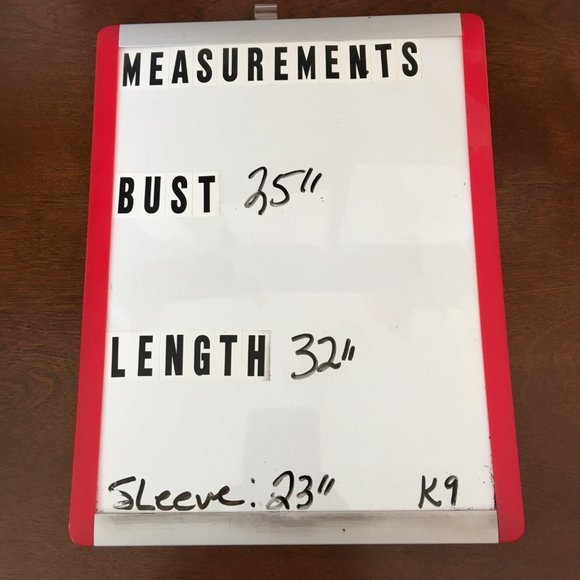 MEASUREMENTS
BUST 25"
LENGTH 32"
Sleeve: 23" K9